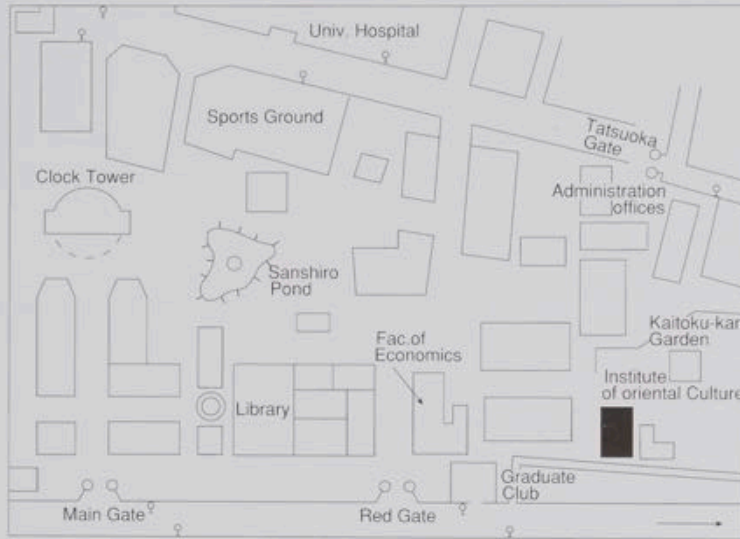 Univ. Hospital
Sports Ground
Tatsuoka
Gate
Clock Tower
Administration
offices
Sanshiro
Pond
Kaitoku-kan
Garden
Fac.of
Economics
Institute
of oriental Culture
Library
Graduate
Club
Main Gate
Red Gate